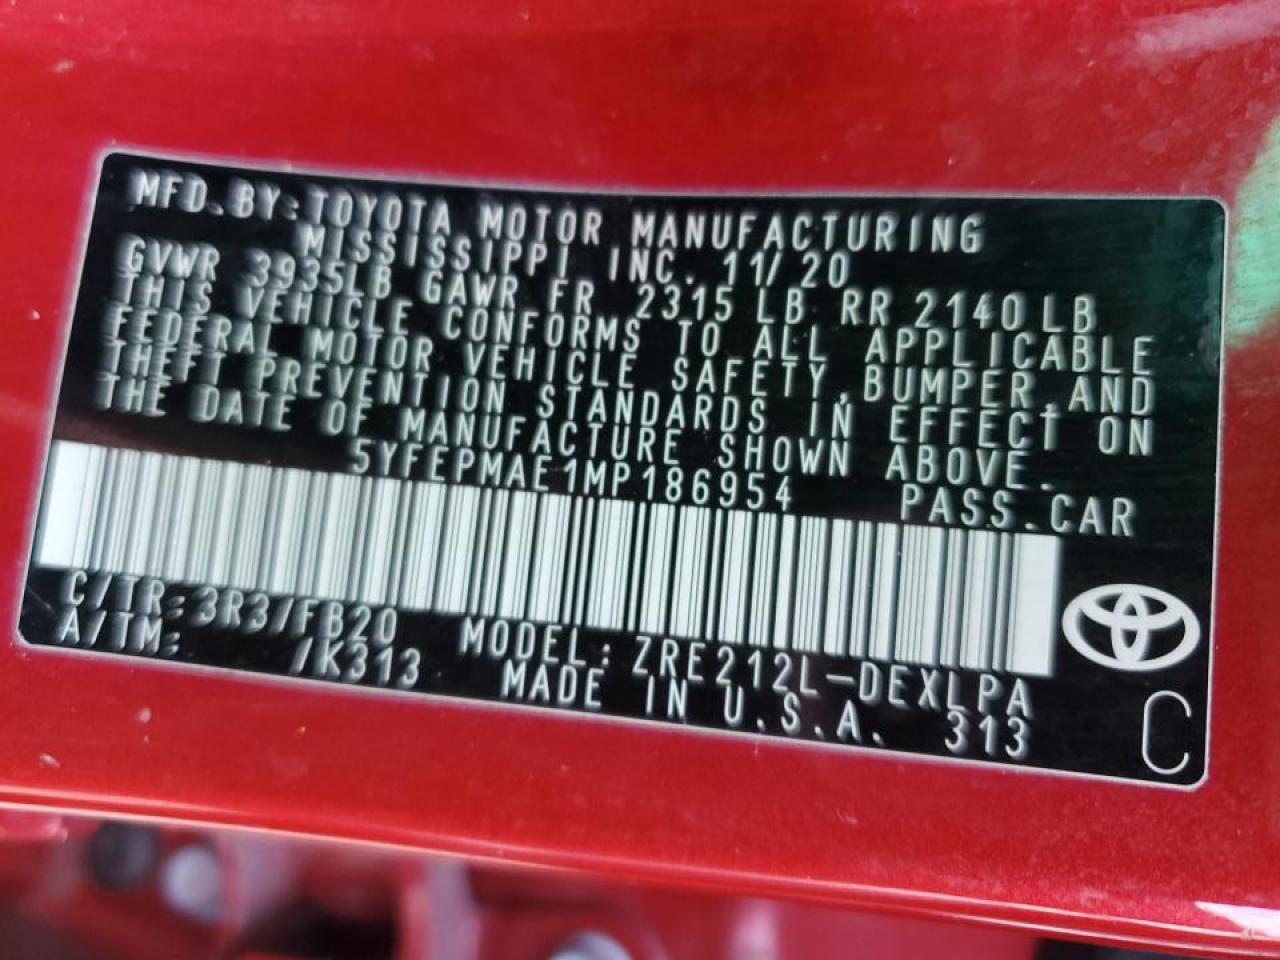 MFD.BY:TOYOTA MOTOR MANUFACTURING
MISSISSIPPI INC. 11/20
GVWR 3935LB GAWR FR 2315LB RR 2140LB
THIS VEHICLE CONFORMS TO ALL APPLICABLE
FEDERAL MOTOR VEHICLE SAFETY,BUMPER,AND
THEFT PREVENTION STANDARDS IN EFFECT ON
THE DATE OF MANUFACTURE SHOWN ABOVE.
5YFEPMAE1MP186954 PASS.CAR
C/TR:3R3/FB20 MODEL:ZRE212L-DEXLPA
A/TM: /K313 MADE IN U.S.A. 313
C